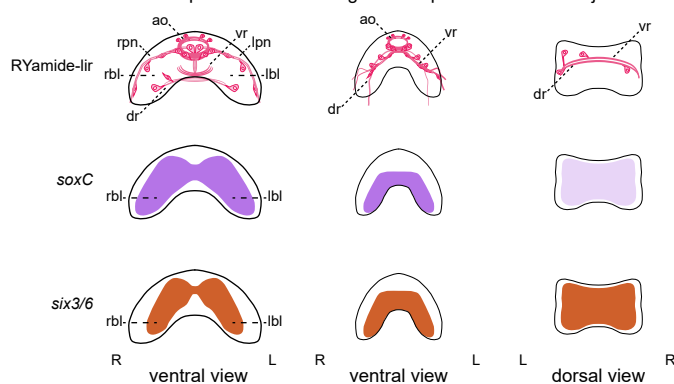 ao
vr
rpn
lpn
RYamide-lir
rbl
lbl
dr
ao
vr
dr
vr
dr
soxC
rbl
lbl
six3/6
rbl
lbl
R L R L L R
ventral view ventral view dorsal view